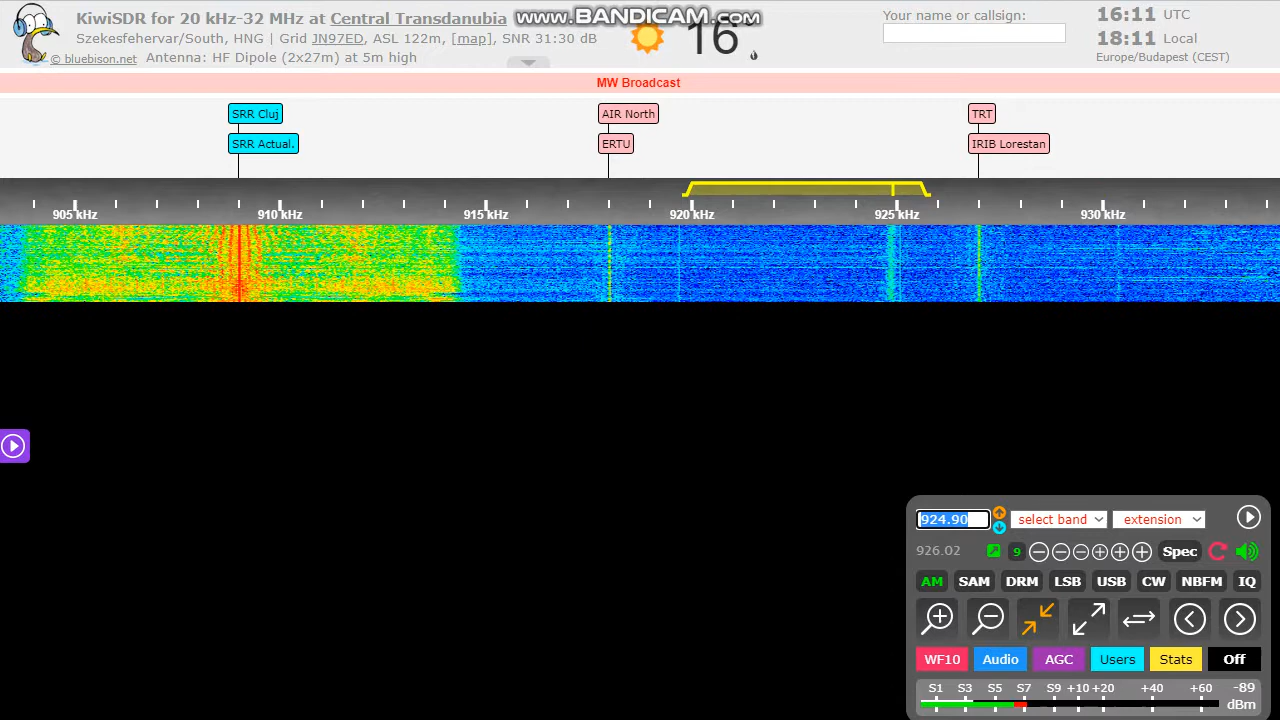 KiwiSDR for 20 kHz-32 MHz at Central Transdanubia
Szekesfehervar/South, HNG | Grid JN97ED, ASL 122m, [map], SNR 31:30 dB
© bluebison.net Antenna: HF Dipole (2x27m) at 5m high
www.BANDICAM.com
16
Your name or callsign:
16:11 UTC
18:11 Local
Europe/Budapest (CEST)
MW Broadcast
SRR Cluj
AIR North
TRT
SRR Actual.
ERTU
IRIB Lorestan
905 kHz 910 kHz 915 kHz 920 kHz 925 kHz 930 kHz
924.90 select band extension
926.02 9 Spec
AM SAM DRM LSB USB CW NBFM IQ
WF10 Audio AGC Users Stats Off
S1 S3 S5 S7 S9 +10 +20 +40 +60 -89
dBm